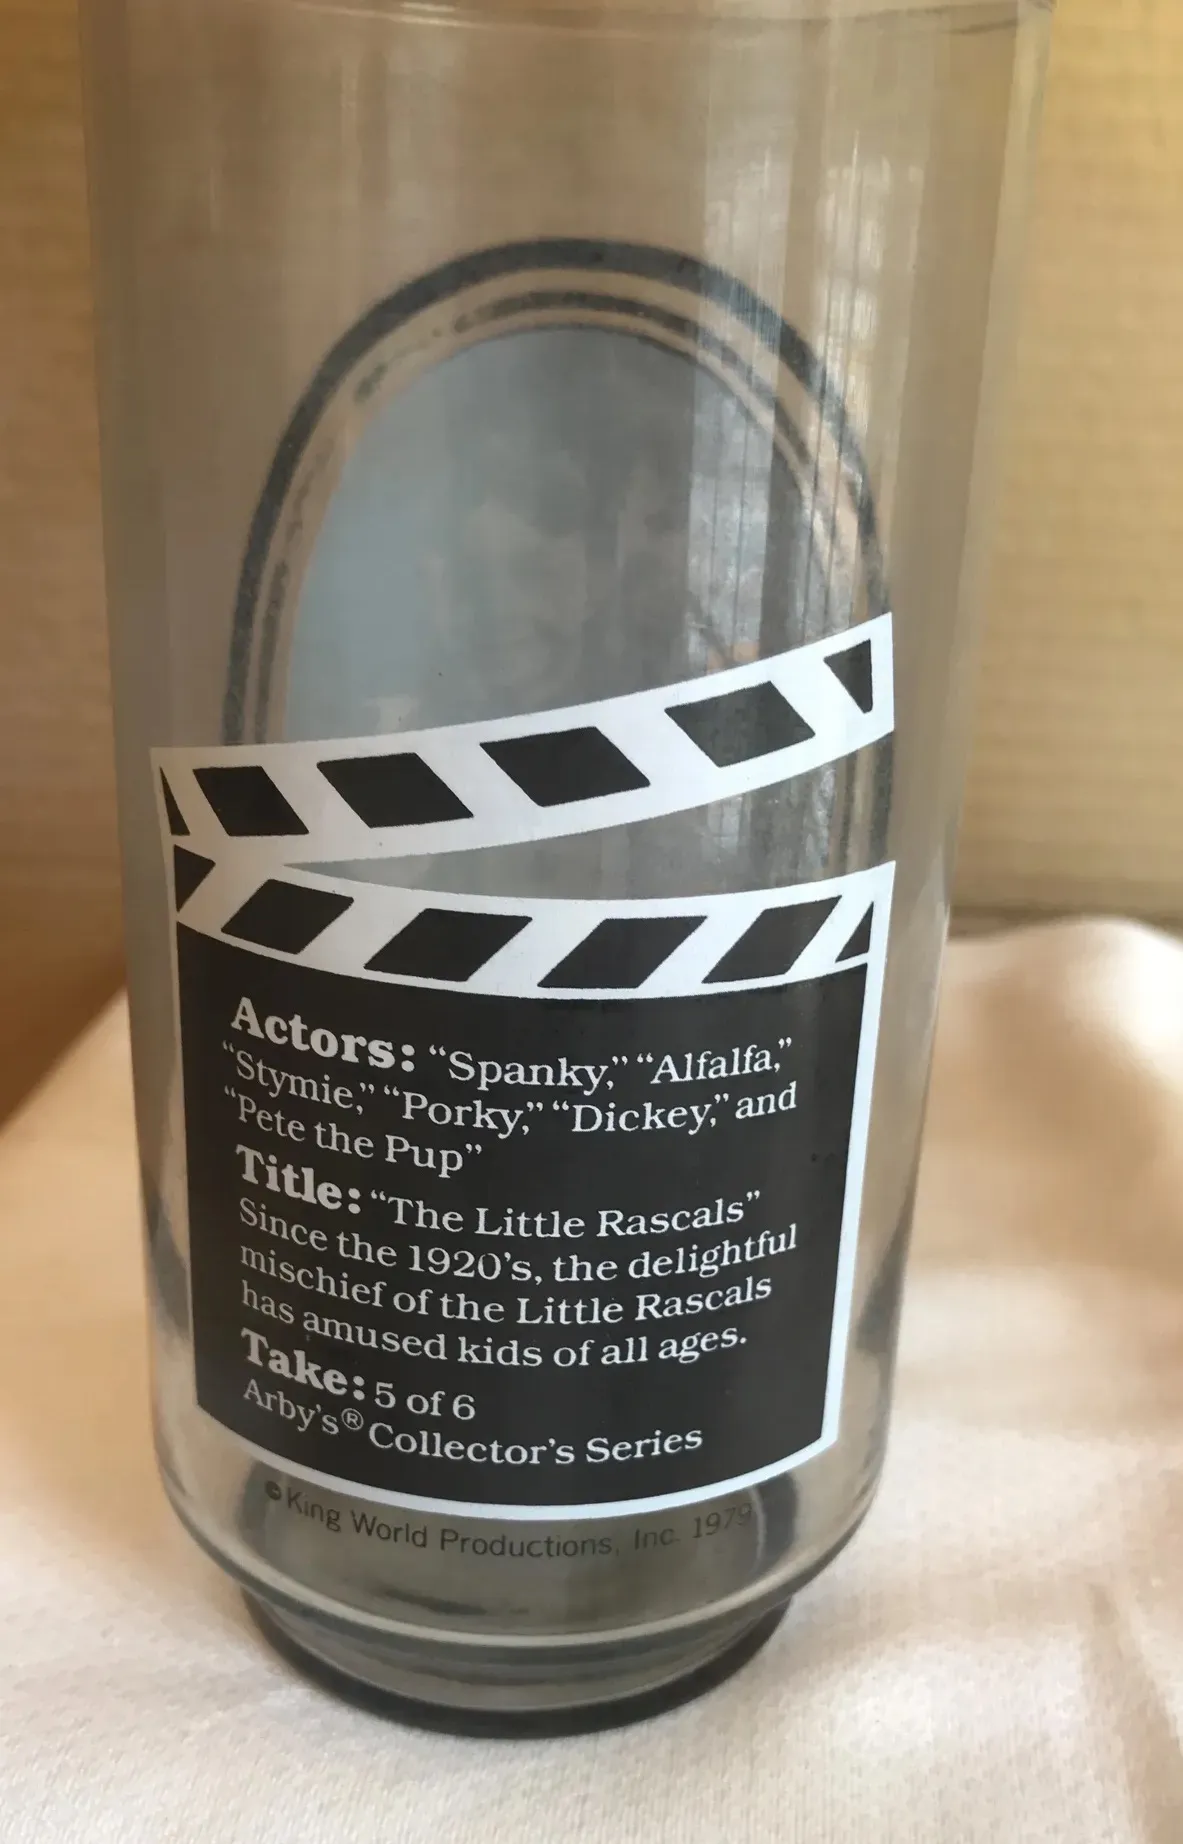 Actors: “Spanky,” “Alfalfa,”
“Stymie,” “Porky,” “Dickey,” and
“Pete the Pup”
Title: “The Little Rascals”
Since the 1920’s, the delightful
mischief of the Little Rascals
has amused kids of all ages.
Take: 5 of 6
Arby’s® Collector’s Series
© King World Productions, Inc. 1979